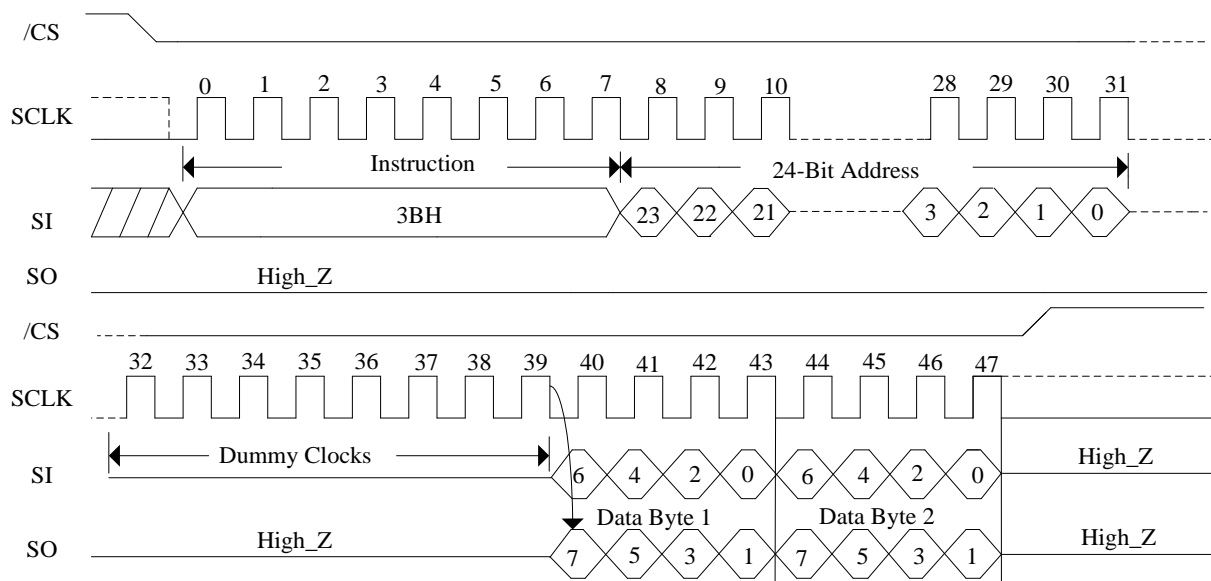 /CS
0 1 2 3 4 5 6 7 8 9 10 28 29 30 31
SCLK
Instruction 24-Bit Address
SI 3BH 23 22 21 3 2 1 0
SO High_Z
/CS
32 33 34 35 36 37 38 39 40 41 42 43 44 45 46 47
SCLK
Dummy Clocks High_Z
SI 6 4 2 0 6 4 2 0
Data Byte 1 Data Byte 2
SO High_Z 7 5 3 1 7 5 3 1 High_Z